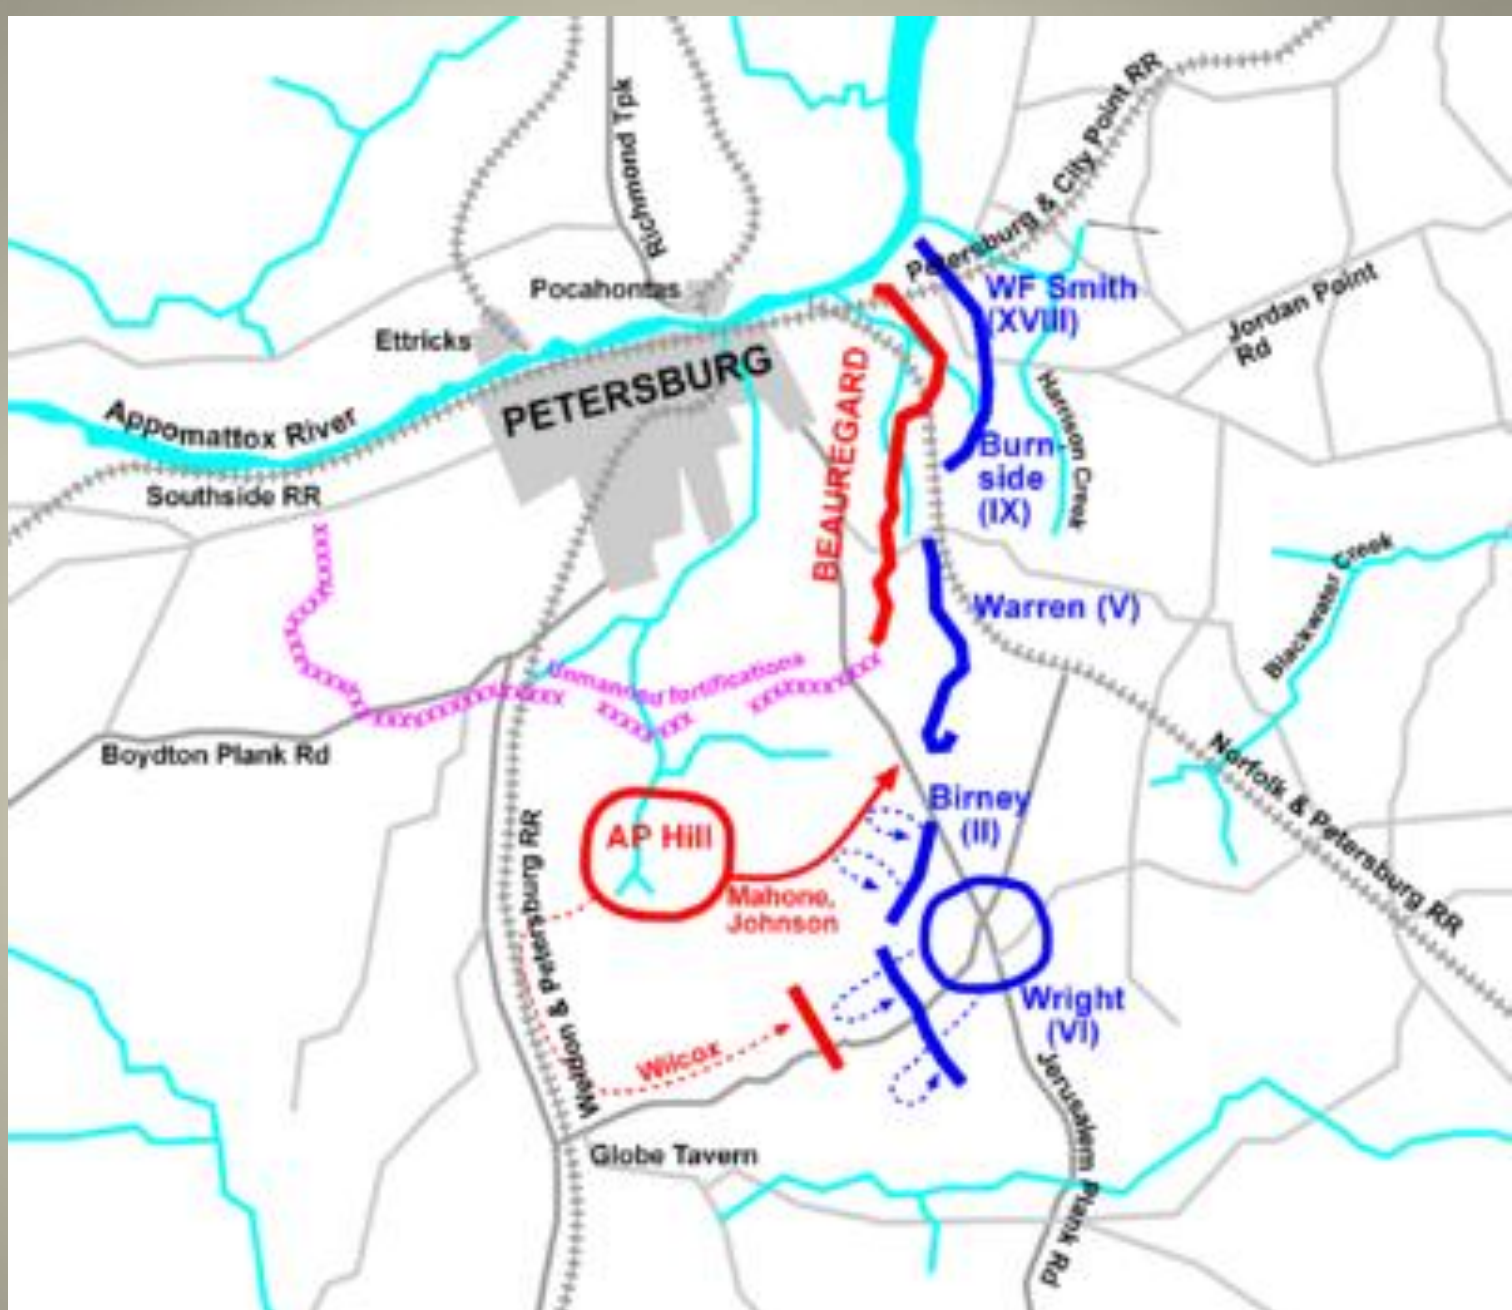 Richmond Tpk
Petersburg & City Point RR
Pocahontas
WF Smith
(XVIII)
Jordan Point
Rd
Ettricks
PETERSBURG
Appomattox River
BEAUREGARD
Harrison Creek
Burn-
side
(IX)
Southside RR
Blackwater Creek
Warren (V)
Unmanned fortifications
Boydton Plank Rd
Norfolk & Petersburg RR
Birney
(II)
AP Hill
Weldon & Petersburg RR
Mahone,
Johnson
Wright
(VI)
Wilcox
Jerusalem Plank Rd
Globe Tavern